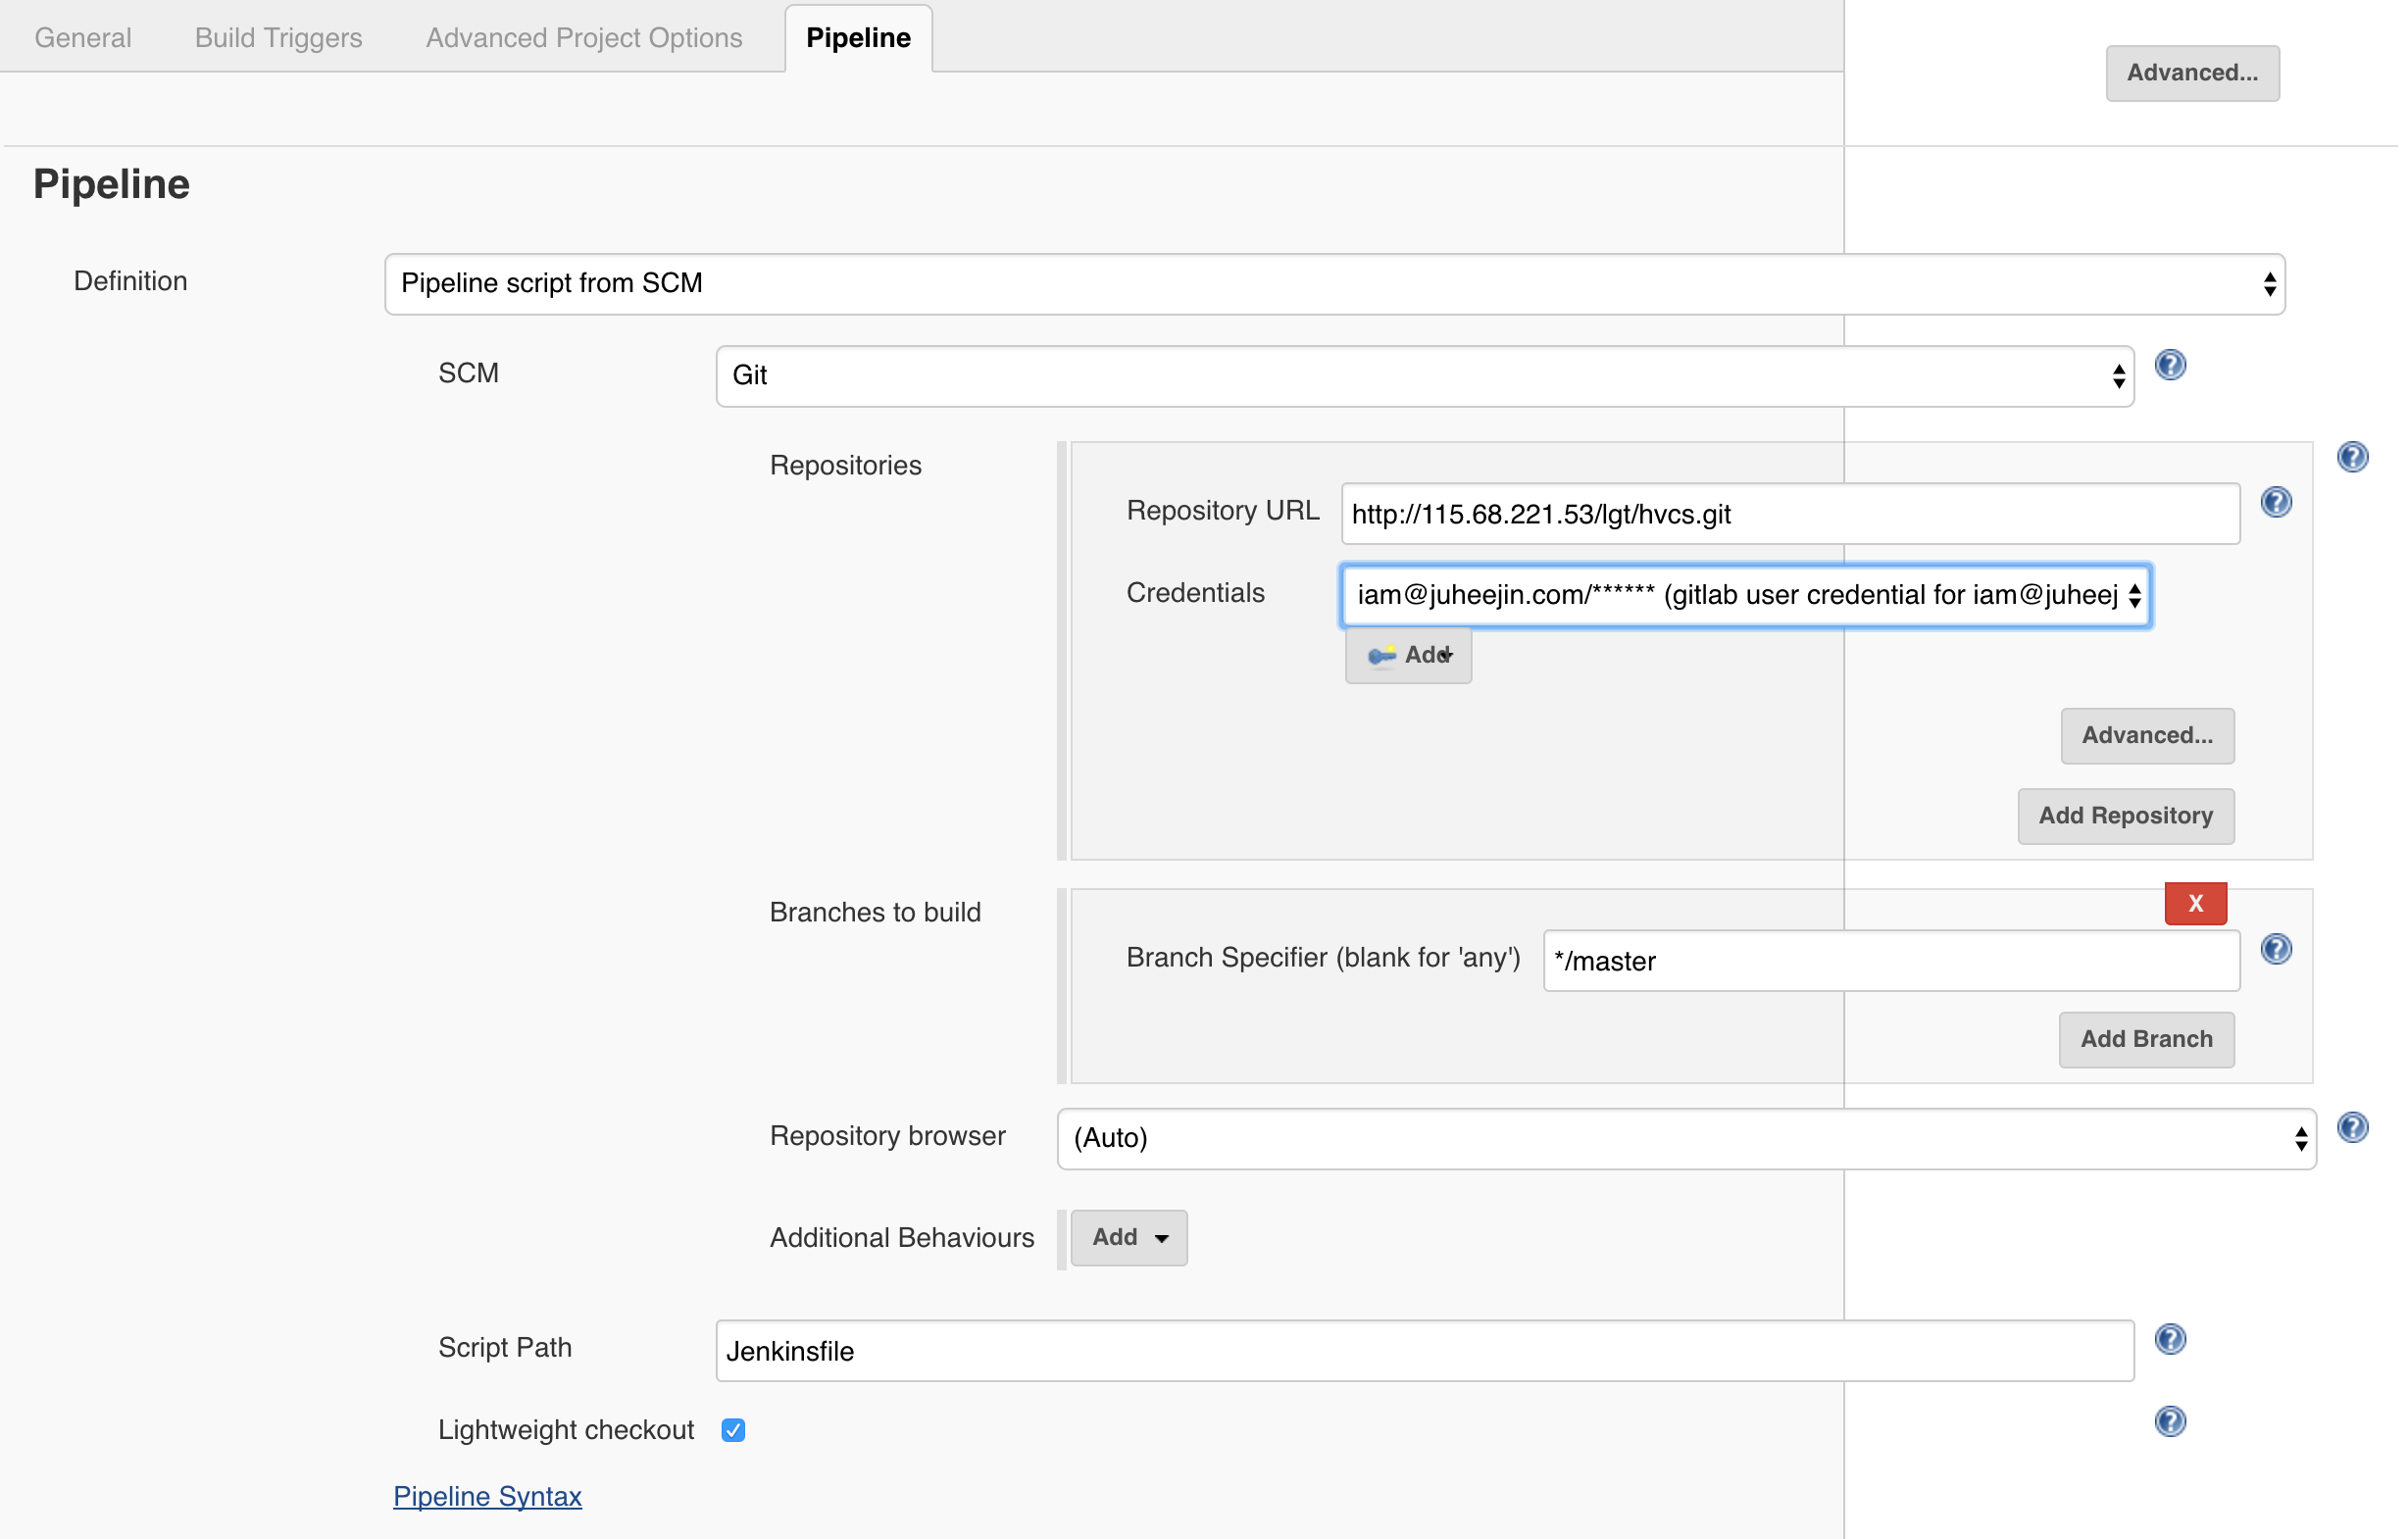 General Build Triggers Advanced Project Options Pipeline
Advanced...
Pipeline
Definition Pipeline script from SCM
SCM Git
Repositories
Repository URL http://115.68.221.53/lgt/hvcs.git
Credentials iam@juheejin.com/****** (gitlab user credential for iam@juheej
Add
Advanced...
Add Repository
Branches to build
X
Branch Specifier (blank for 'any') */master
Add Branch
Repository browser (Auto)
Additional Behaviours Add
Script Path Jenkinsfile
Lightweight checkout
Pipeline Syntax